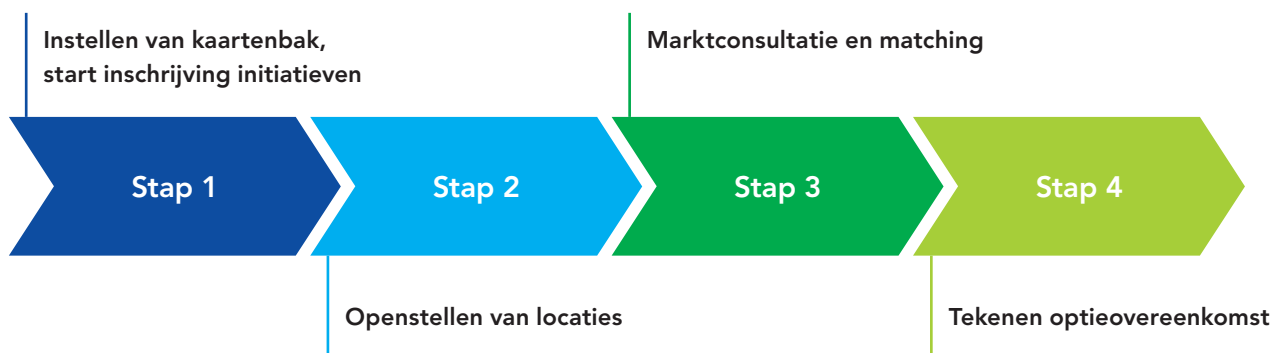 Instellen van kaartenbak,
start inschrijving initiatieven
Marktconsultatie en matching
Stap 1
Stap 2
Stap 3
Stap 4
Openstellen van locaties
Tekenen optieovereenkomst